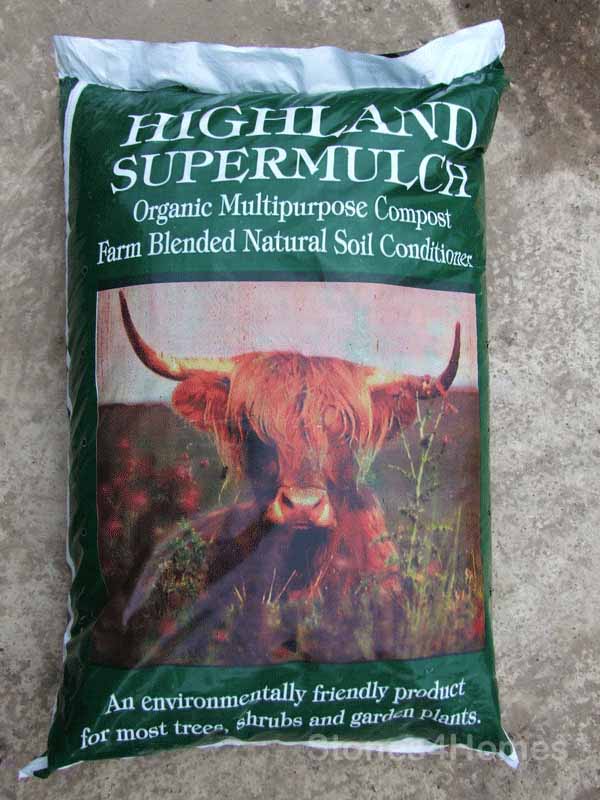 HIGHLAND
SUPERMULCH
Organic Multipurpose Compost
Farm Blended Natural Soil Conditioner
An environmentally friendly product
for most trees, shrubs and garden plants.
Stones4Homes